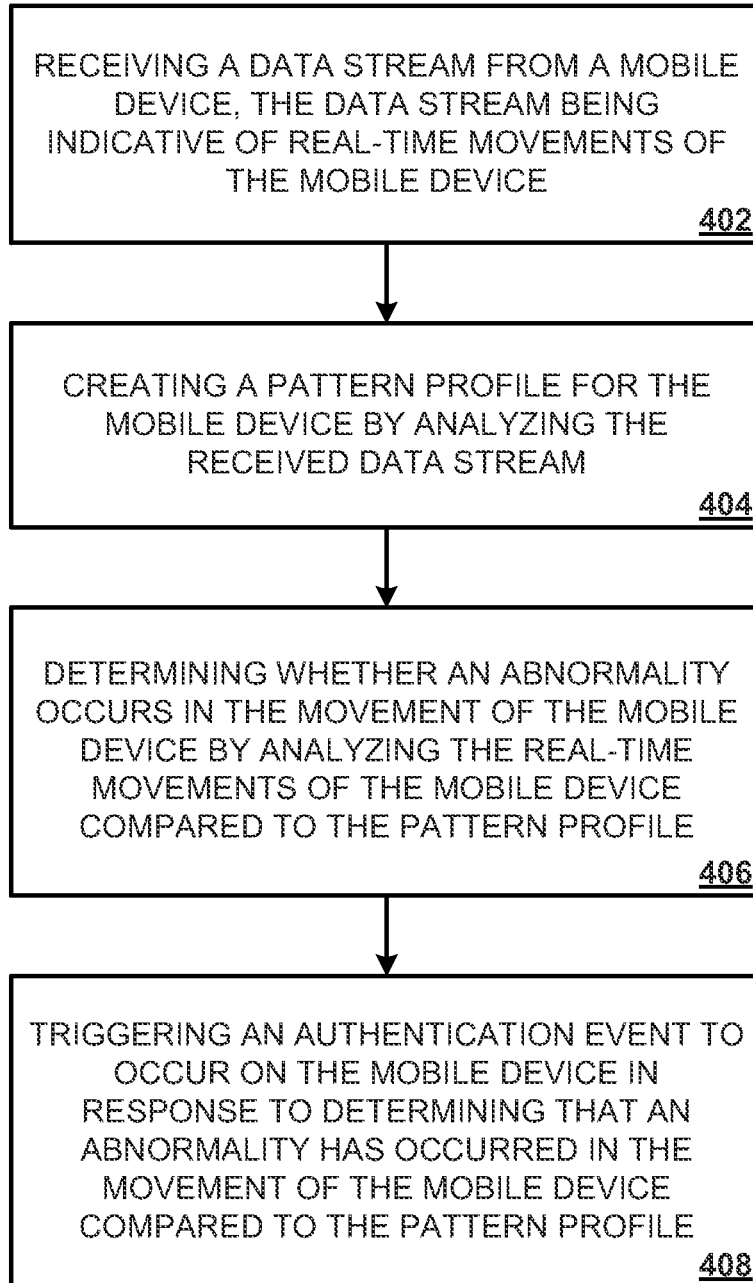 RECEIVING A DATA STREAM FROM A MOBILE
DEVICE, THE DATA STREAM BEING
INDICATIVE OF REAL-TIME MOVEMENTS OF
THE MOBILE DEVICE
402
CREATING A PATTERN PROFILE FOR THE
MOBILE DEVICE BY ANALYZING THE
RECEIVED DATA STREAM
404
DETERMINING WHETHER AN ABNORMALITY
OCCURS IN THE MOVEMENT OF THE MOBILE
DEVICE BY ANALYZING THE REAL-TIME
MOVEMENTS OF THE MOBILE DEVICE
COMPARED TO THE PATTERN PROFILE
406
TRIGGERING AN AUTHENTICATION EVENT TO
OCCUR ON THE MOBILE DEVICE IN
RESPONSE TO DETERMINING THAT AN
ABNORMALITY HAS OCCURRED IN THE
MOVEMENT OF THE MOBILE DEVICE
COMPARED TO THE PATTERN PROFILE
408